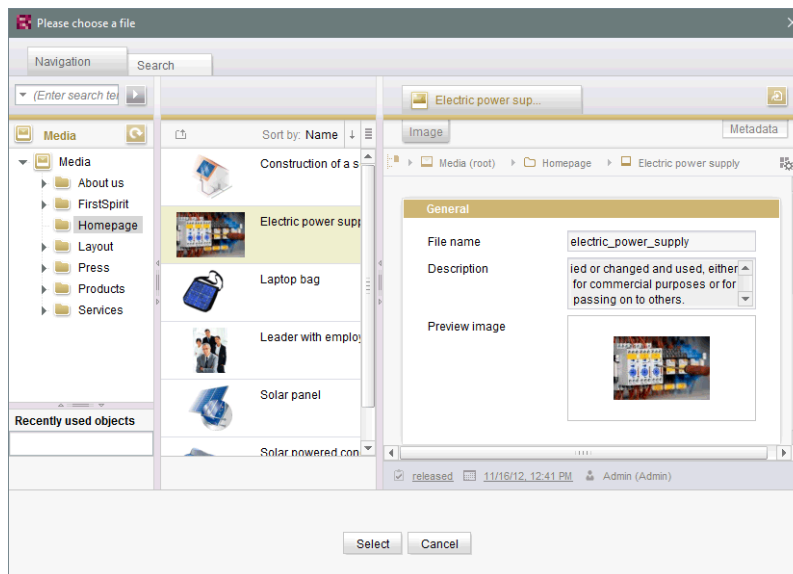 Please choose a file
Navigation
Search
(Enter search te
Media
Media
About us
FirstSpirit
Homepage
Layout
Press
Products
Services
Recently used objects
Sort by: Name
Construction of a s
Electric power supp
Laptop bag
Leader with employ
Solar panel
Solar powered con
Electric power sup...
Image
Metadata
Media (root)
Homepage
Electric power supply
General
File name
electric_power_supply
Description
ied or changed and used, either
for commercial purposes or for
passing on to others.
Preview image
released
11/16/12, 12:41 PM
Admin (Admin)
Select
Cancel